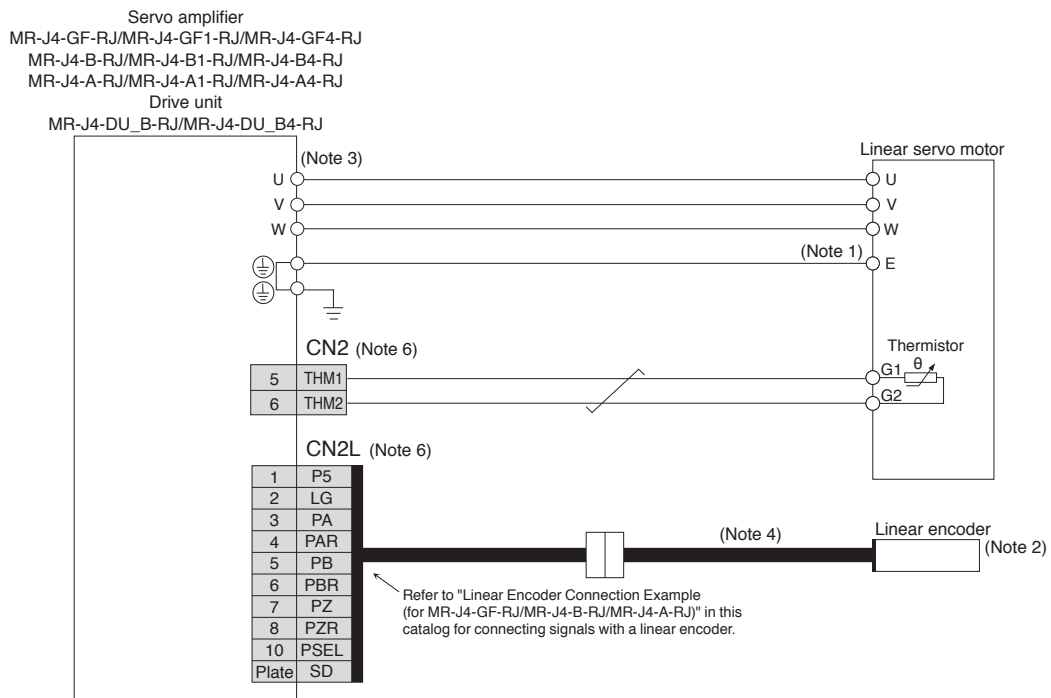 Servo amplifier
MR-J4-GF-RJ/MR-J4-GF1-RJ/MR-J4-GF4-RJ
MR-J4-B-RJ/MR-J4-B1-RJ/MR-J4-B4-RJ
MR-J4-A-RJ/MR-J4-A1-RJ/MR-J4-A4-RJ
Drive unit
MR-J4-DU_B-RJ/MR-J4-DU_B4-RJ
Linear servo motor
(Note 3)
U U
V V
W W
(Note 1) E
CN2 (Note 6)
Thermistor
θ
5 THM1 G1
6 THM2 G2
CN2L (Note 6)
1 P5
2 LG
3 PA
4 PAR
5 PB
6 PBR
7 PZ
8 PZR
10 PSEL
Plate SD
(Note 4)
Linear encoder
(Note 2)
Refer to "Linear Encoder Connection Example
(for MR-J4-GF-RJ/MR-J4-B-RJ/MR-J4-A-RJ)" in this
catalog for connecting signals with a linear encoder.